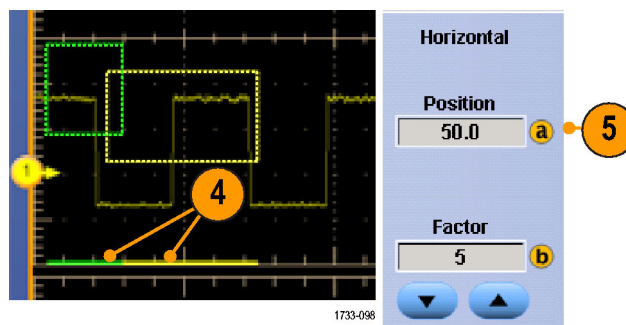 1
4
1733-098
Horizontal
Position
50.0 a
5
Factor
5 b